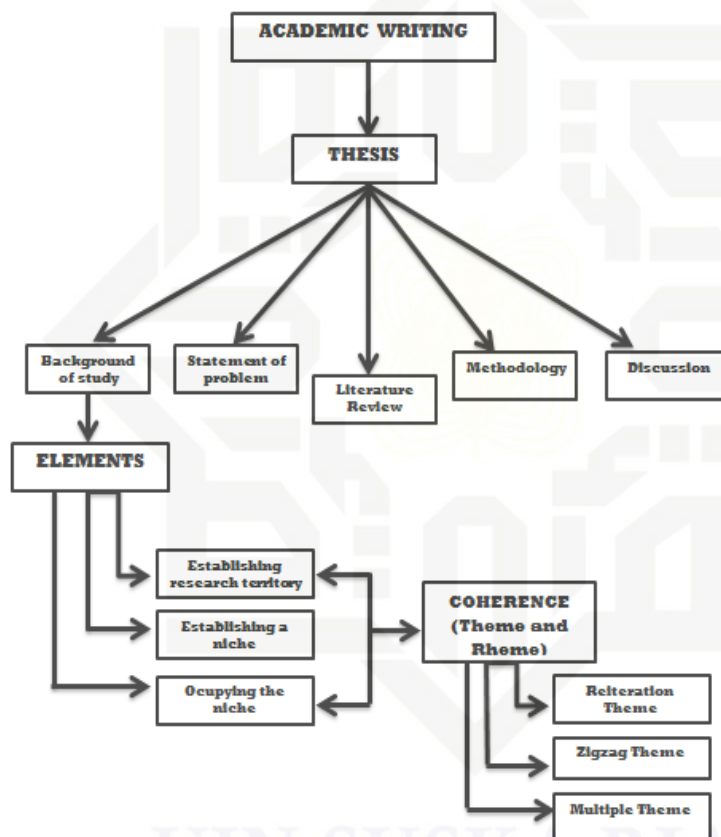 ACADEMIC WRITING
THESIS
Background
of study
Statement of
problem
Literature
Review
Methodology
Discussion
ELEMENTS
Establishing
research territory
Establishing a
niche
Ocupying the
niche
COHERENCE
(Theme and
Rheme)
Reiteration
Theme
Zigzag Theme
Multiple Theme